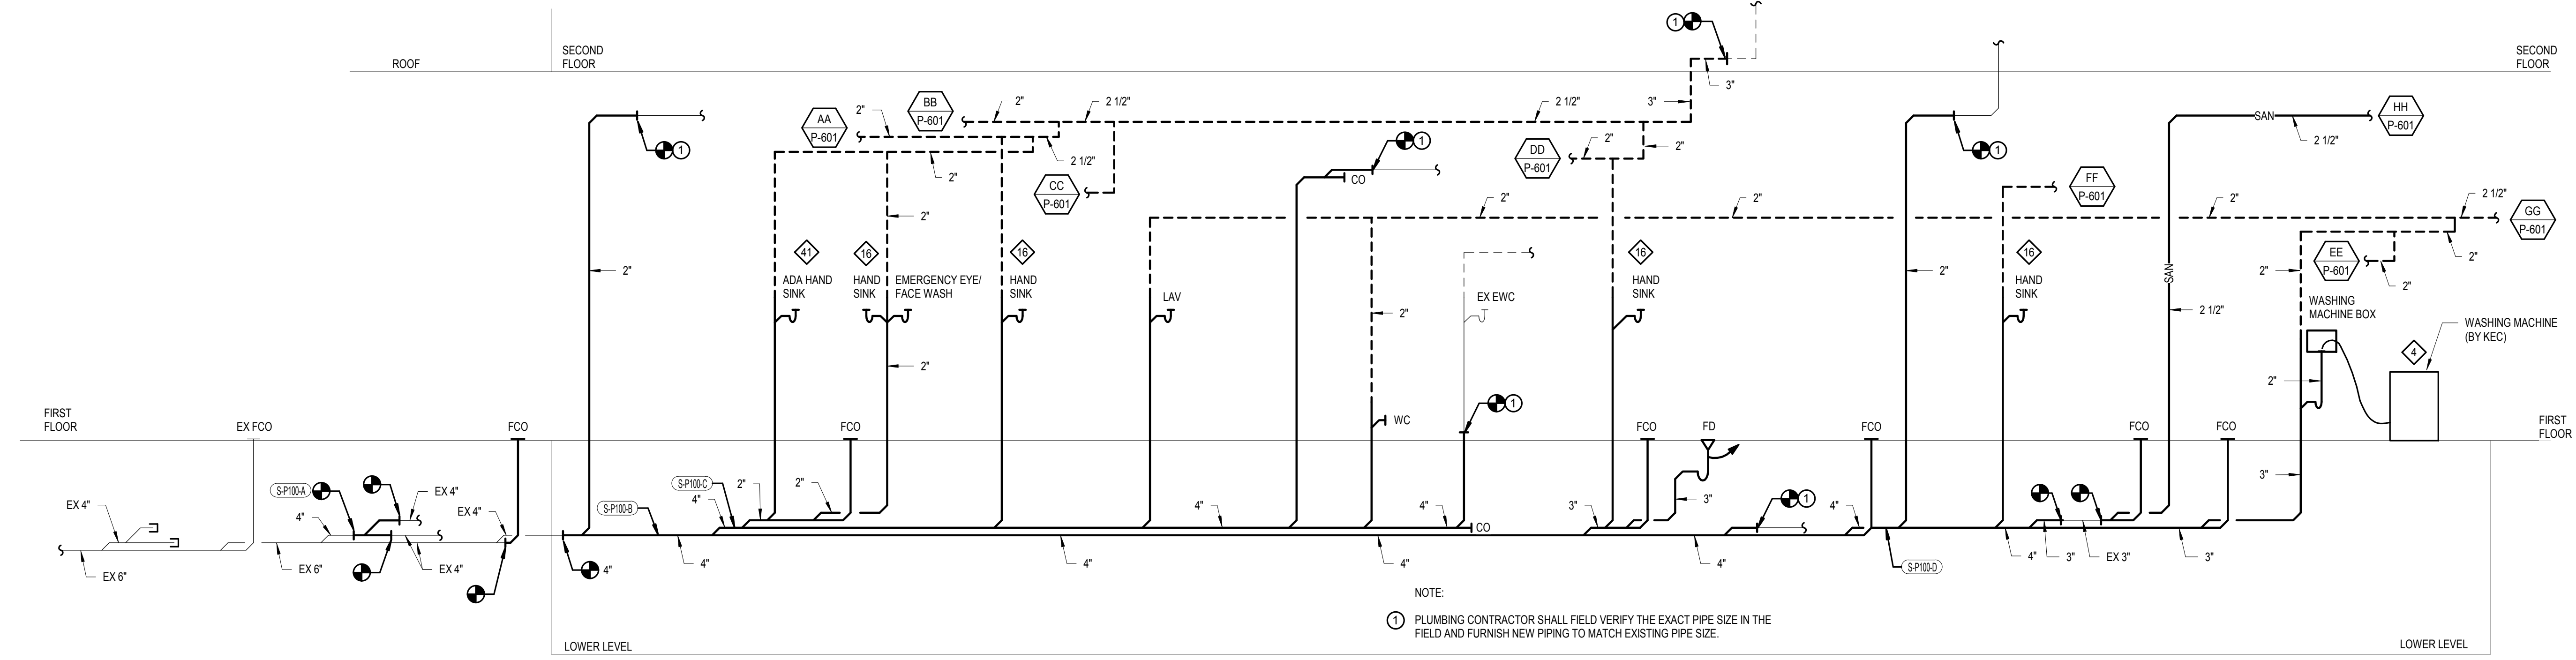 1
SECOND
FLOOR
ROOF
SECOND
FLOOR
3"
BB
P-601
2"
2 1/2"
2 1/2"
3"
HH
P-601
SAN
2 1/2"
AA
P-601
2"
2 1/2"
2"
1
1
CO
DD
P-601
2"
2"
1
CC
P-601
FF
P-601
2"
2"
2"
2"
2 1/2"
GG
P-601
41
ADA HAND
SINK
16
HAND
SINK
EMERGENCY EYE/
FACE WASH
16
HAND
SINK
LAV
EX EWC
16
HAND
SINK
16
HAND
SINK
2"
2"
2"
2"
2"
SAN
2 1/2"
EE
P-601
2"
2"
2"
WASHING
MACHINE BOX
WASHING MACHINE
(BY KEC)
4
2"
1
WC
FIRST
FLOOR
EX FCO
FCO
FCO
FCO
FD
FCO
FCO
FCO
FIRST
FLOOR
EX 4"
EX 6"
S-P100-A
4"
EX 4"
EX 6"
EX 4"
EX 4"
4"
S-P100-B
S-P100-C
4"
2"
2"
4"
4"
4"
4"
CO
4"
3"
3"
1
4"
4"
S-P100-D
4"
3"
EX 3"
3"
3"
NOTE:
1 PLUMBING CONTRACTOR SHALL FIELD VERIFY THE EXACT PIPE SIZE IN THE
FIELD AND FURNISH NEW PIPING TO MATCH EXISTING PIPE SIZE.
LOWER LEVEL
LOWER LEVEL